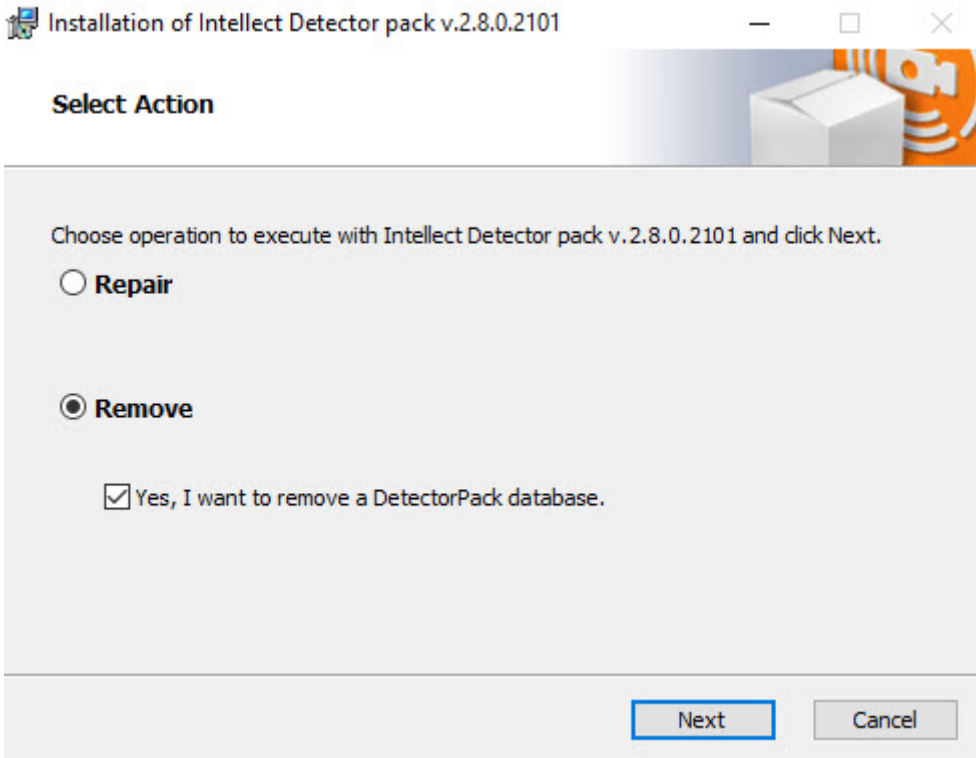 Installation of Intellect Detector pack v.2.8.0.2101
Select Action
Choose operation to execute with Intellect Detector pack v.2.8.0.2101 and click Next.
Repair
Remove
Yes, I want to remove a DetectorPack database.
Next
Cancel